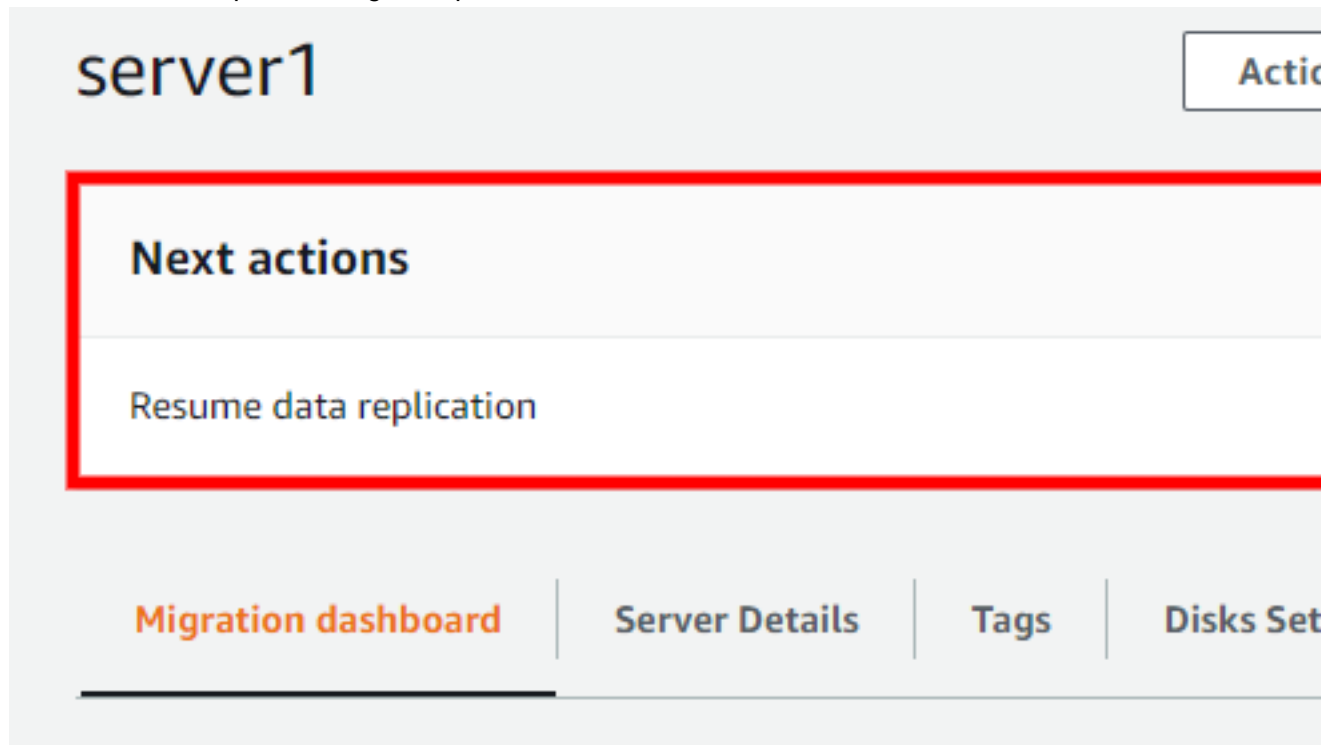 server1
Next actions
Resume data replication
Migration dashboard
Server Details
Tags